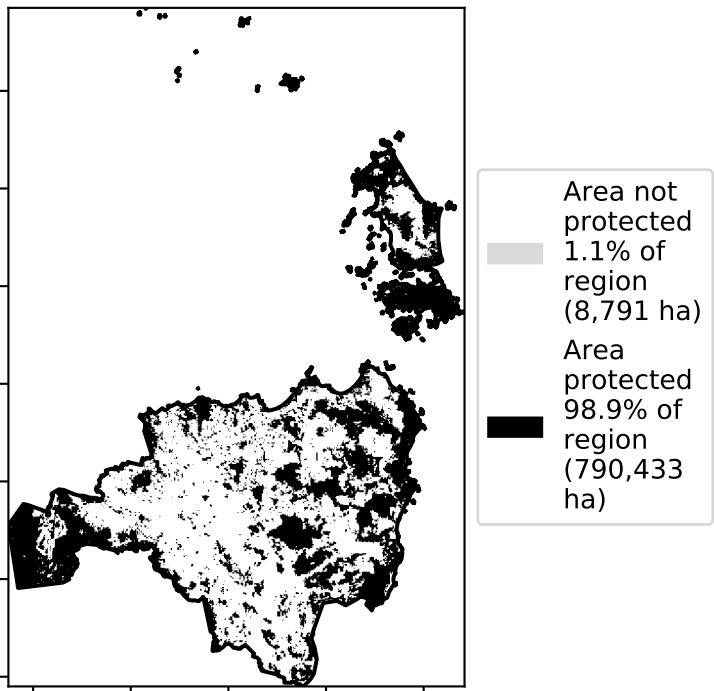 Area not
protected
1.1% of
region
(8,791 ha)
Area
protected
98.9% of
region
(790,433
ha)